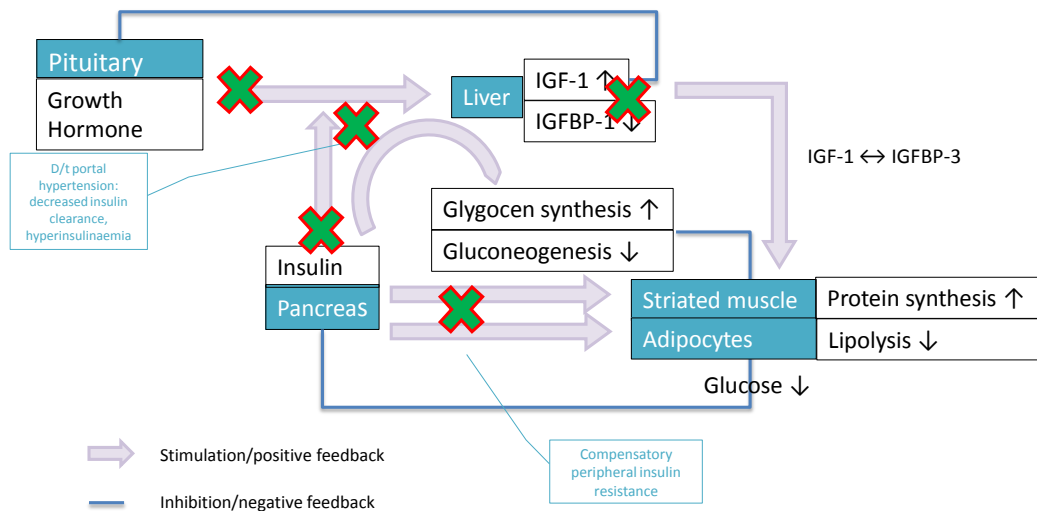 Pituitary
Growth
Hormone
Liver
IGF-1 ↑
IGFBP-1 ↓
IGF-1 ↔ IGFBP-3
D/t portal
hypertension:
decreased insulin
clearance,
hyperinsulinaemia
Glygocen synthesis ↑
Gluconeogenesis ↓
Insulin
Pancreas
Striated muscle
Protein synthesis ↑
Adipocytes
Lipolysis ↓
Glucose ↓
Stimulation/positive feedback
Compensatory
peripheral insulin
resistance
Inhibition/negative feedback